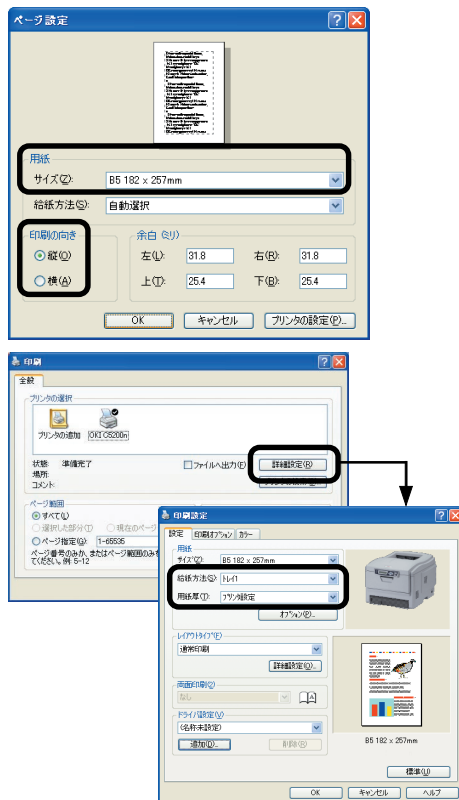 ページ設定
用紙
サイズ(Z): B5 182 x 257mm
給紙方法(S): 自動選択
印刷の向き
縦(O)
横(A)
余白 (ミリ)
左(L): 31.8 右(R): 31.8
上(T): 25.4 下(B): 25.4
OK キャンセル プリンタの設定(P)...
印刷
全般
プリンタの選択
プリンタの追加 OKI C5200n
状態: 準備完了
場所:
コメント:
ファイルへ出力(F) 詳細設定(R)
ページ範囲
すべて(L)
選択した部分(T) 現在のページ
ページ指定(G): 1-65535
ページ番号のみか、またはページ範囲のみを
てください。例: 5-12
印刷設定
設定 印刷オプション カラー
用紙
サイズ(Z): B5 182 x 257mm
給紙方法(S): トレイ1
用紙厚(T): プリンタ設定
オプション(P)...
レイアウトタイプ(E)
通常印刷
詳細設定(O)...
両面印刷(2)
なし
ドライバ設定(V)
(名称未設定)
追加(D)... 削除(R)
B5 182 x 257mm
標準(U)
OK キャンセル ヘルプ